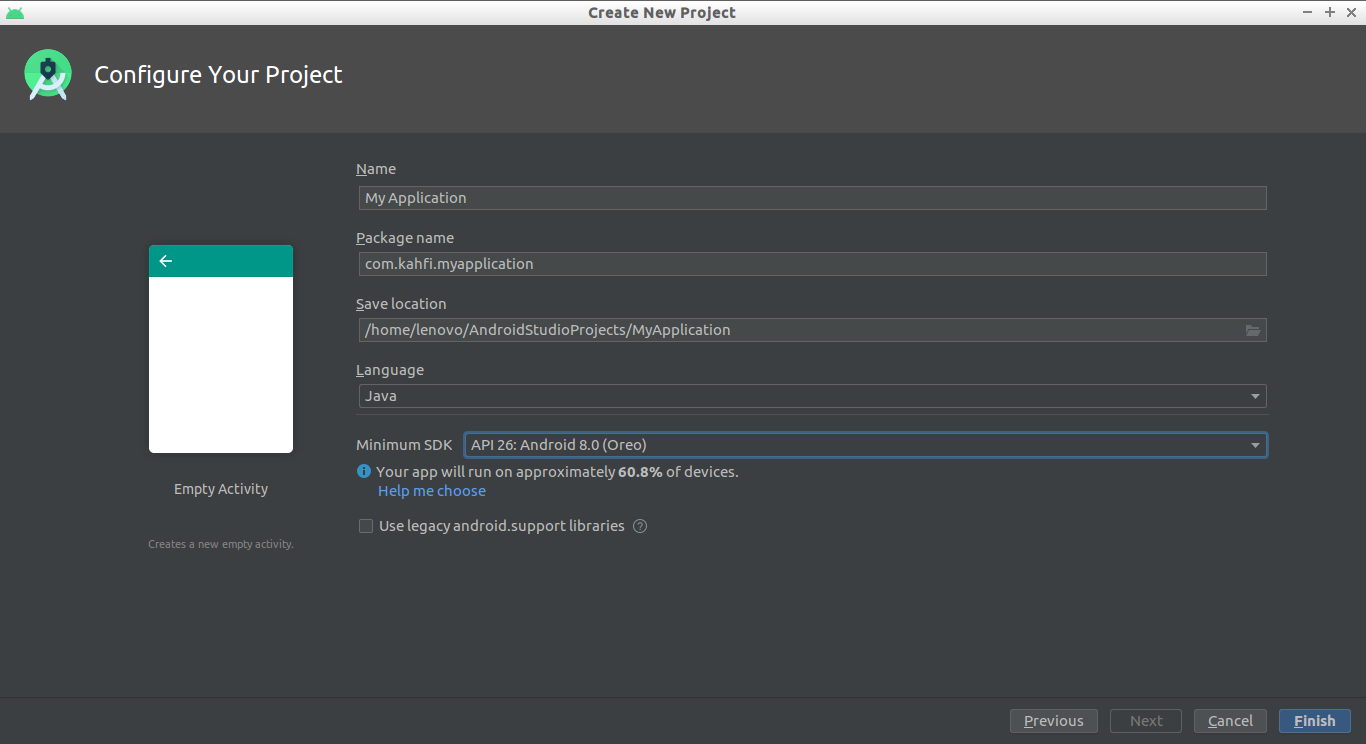 Create New Project
Configure Your Project
Name
My Application
Package name
com.kahfi.myapplication
Save location
/home/lenovo/AndroidStudioProjects/MyApplication
Language
Java
Minimum SDK API 26: Android 8.0 (Oreo)
Your app will run on approximately 60.8% of devices.
Help me choose
Use legacy android.support libraries ?
Empty Activity
Creates a new empty activity.
Previous Next Cancel Finish